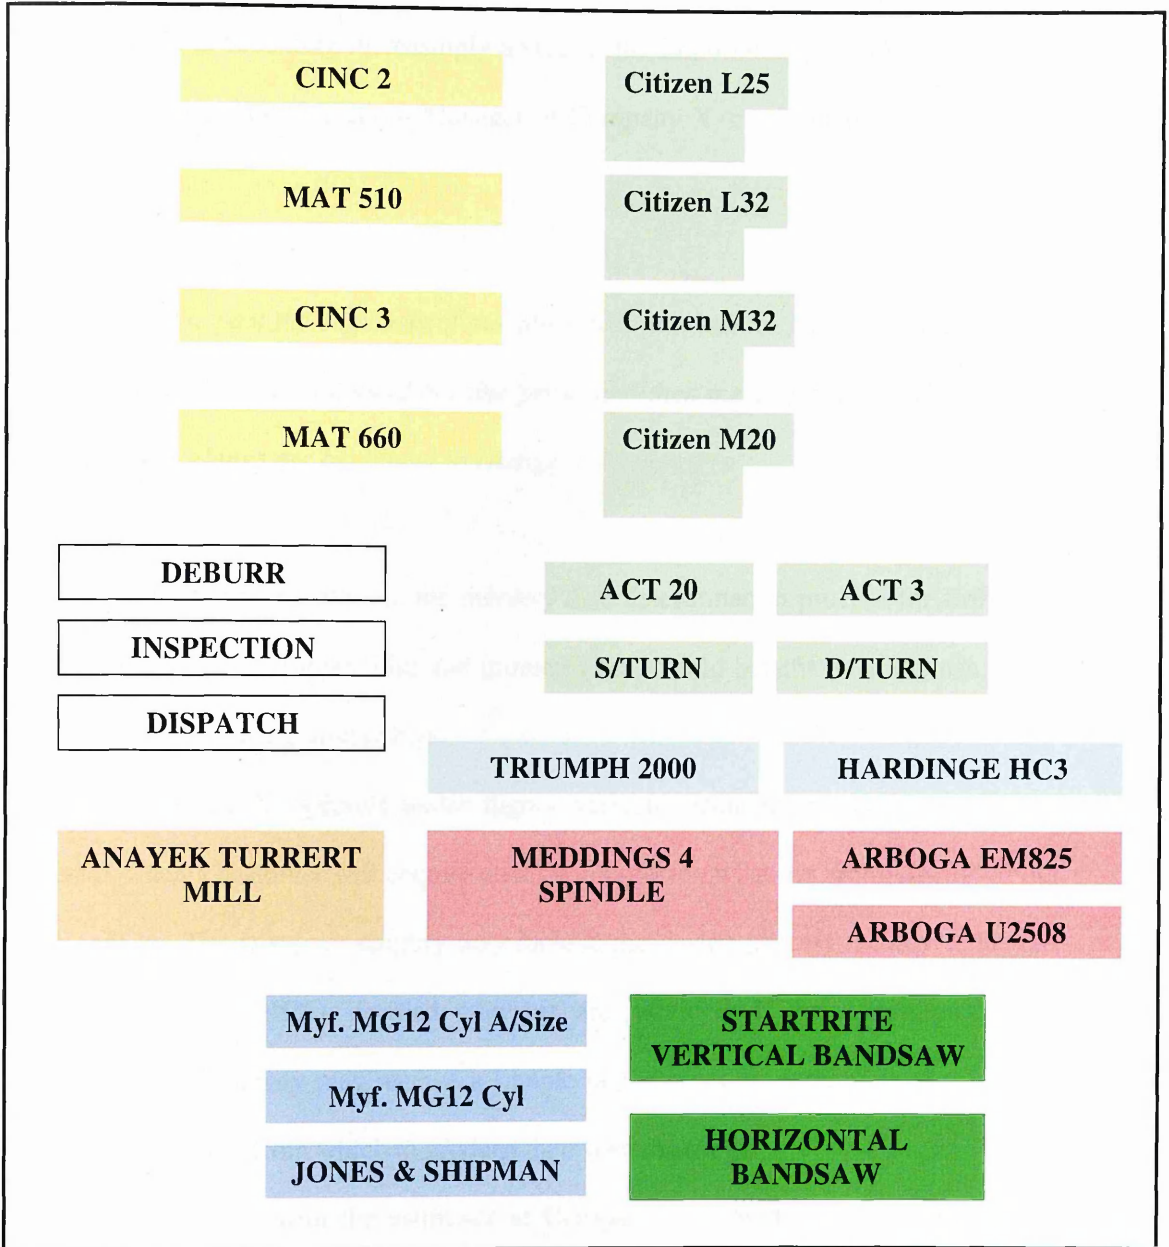 CINC 2
Citizen L25
MAT 510
Citizen L32
CINC 3
Citizen M32
MAT 660
Citizen M20
DEBURR
INSPECTION
DISPATCH
ACT 20
ACT 3
S/TURN
D/TURN
TRIUMPH 2000
HARDINGE HC3
ANAYEK TURRERT
MILL
MEDDINGS 4
SPINDLE
ARBOGA EM825
ARBOGA U2508
Myf. MG12 Cyl A/Size
Myf. MG12 Cyl
JONES & SHIPMAN
STARTRITE
VERTICAL BANDSAW
HORIZONTAL
BANDSAW